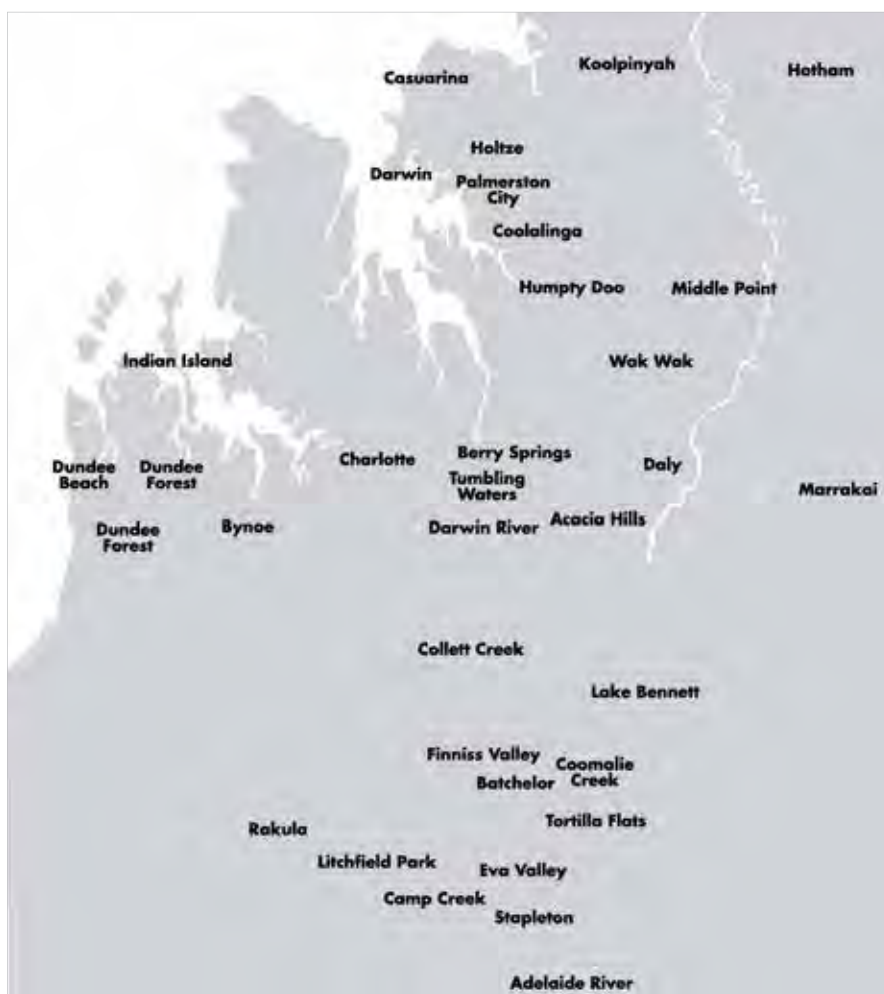 Koolpinyah
Hotham
Casuarina
Holtze
Darwin
Palmerston
City
Coolalinga
Humpty Doo
Middle Point
Indian Island
Wak Wak
Charlotte
Berry Springs
Daly
Dundee
Beach
Dundee
Forest
Tumbling
Waters
Marrakai
Dundee
Forest
Bynoe
Darwin River
Acacia Hills
Collett Creek
Lake Bennett
Finniss Valley
Coomalie
Creek
Batchelor
Tortilla Flats
Rakula
Litchfield Park
Eva Valley
Camp Creek
Stapleton
Adelaide River